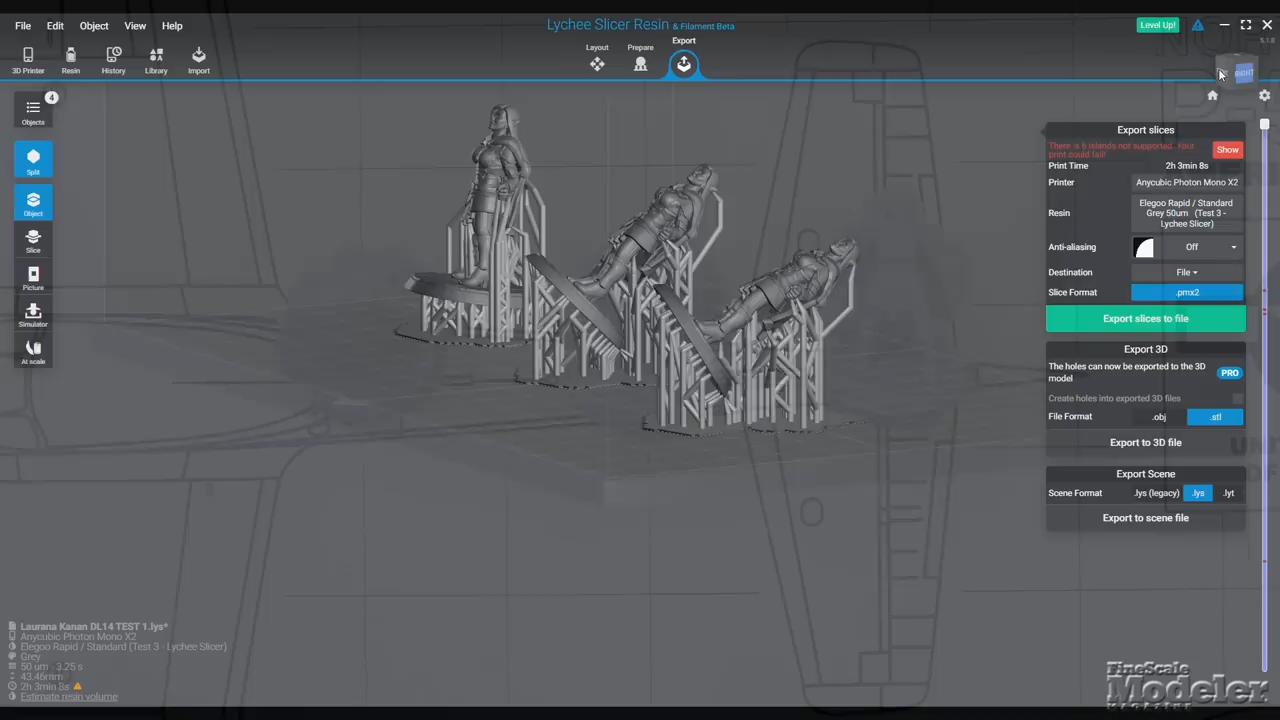 File Edit Object View Help
Lychee Slicer Resin & Filament Beta
Level Up!
5.1.8
3D Printer Resin History Library Import
Layout Prepare Export
RIGHT
4
Objects
Split
Object
Slice
Picture
Simulator
At scale
Export slices
There is 6 islands not supported. Your
print could fail!
Show
Print Time 2h 3min 8s
Printer Anycubic Photon Mono X2
Resin Elegoo Rapid / Standard
Grey 50um (Test 3 -
Lychee Slicer)
Anti-aliasing Off
Destination File
Slice Format .pmx2
Export slices to file
Export 3D
The holes can now be exported to the 3D
model PRO
Create holes into exported 3D files
File Format .obj .stl
Export to 3D file
Export Scene
Scene Format .lys (legacy) .lys .lyt
Export to scene file
Laurana Kanan DL14 TEST 1.lys*
Anycubic Photon Mono X2
Elegoo Rapid / Standard (Test 3 - Lychee Slicer)
Grey
50 um - 3.25 s
43.46mm
2h 3min 8s
Estimate resin volume
FineScale
Modeler
MAGAZINE